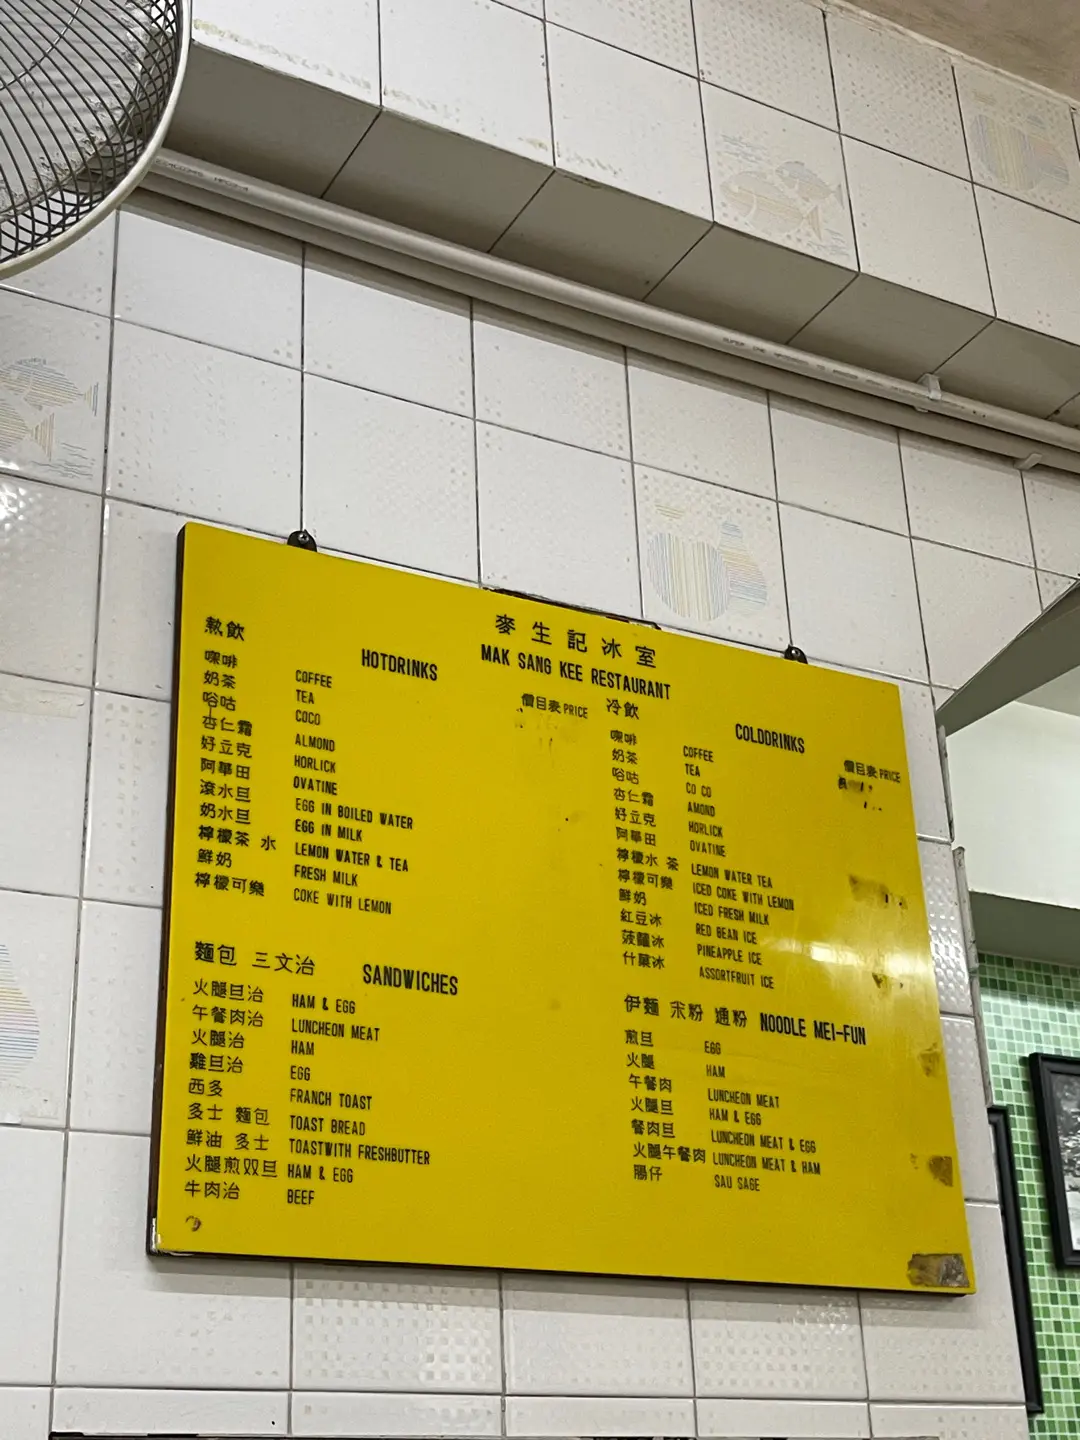 麥生記冰室
MAK SANG KEE RESTAURANT
熱飲 HOTDRINKS
價目表 PRICE
嘑啡 COFFEE
奶茶 TEA
唂咕 COCO
杏仁霜 ALMOND
好立克 HORLICK
阿華田 OVATINE
滾水旦 EGG IN BOILED WATER
奶水旦 EGG IN MILK
檸檬茶 水 LEMON WATER & TEA
鮮奶 FRESH MILK
檸檬可樂 COKE WITH LEMON
麵包 三文治 SANDWICHES
火腿旦治 HAM & EGG
午餐肉治 LUNCHEON MEAT
火腿治 HAM
雞旦治 EGG
西多 FRANCH TOAST
多士 麵包 TOAST BREAD
鮮油 多士 TOASTWITH FRESHBUTTER
火腿煎双旦 HAM & EGG
牛肉治 BEEF
冷飲 COLDDRINKS
價目表 PRICE
嘑啡 COFFEE
奶茶 TEA
唂咕 CO CO
杏仁霜 AMOND
好立克 HORLICK
阿華田 OVATINE
檸檬水 茶 LEMON WATER TEA
檸檬可樂 ICED COKE WITH LEMON
鮮奶 ICED FRESH MILK
紅豆冰 RED BEAN ICE
菠蘿冰 PINEAPPLE ICE
什菓冰 ASSORTFRUIT ICE
伊麵 米粉 通粉 NOODLE MEI-FUN
煎旦 EGG
火腿 HAM
午餐肉 LUNCHEON MEAT
火腿旦 HAM & EGG
餐肉旦 LUNCHEON MEAT & EGG
火腿午餐肉 LUNCHEON MEAT & HAM
腸仔 SAU SAGE